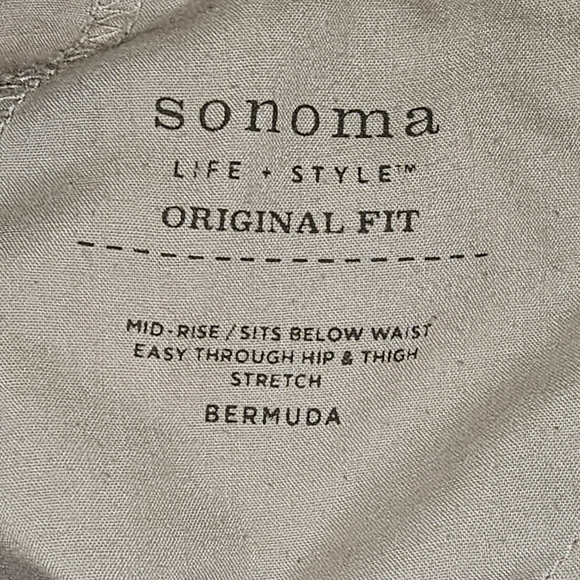 sonoma
LIFE + STYLE™
ORIGINAL FIT
MID-RISE / SITS BELOW WAIST
EASY THROUGH HIP & THIGH
STRETCH
BERMUDA